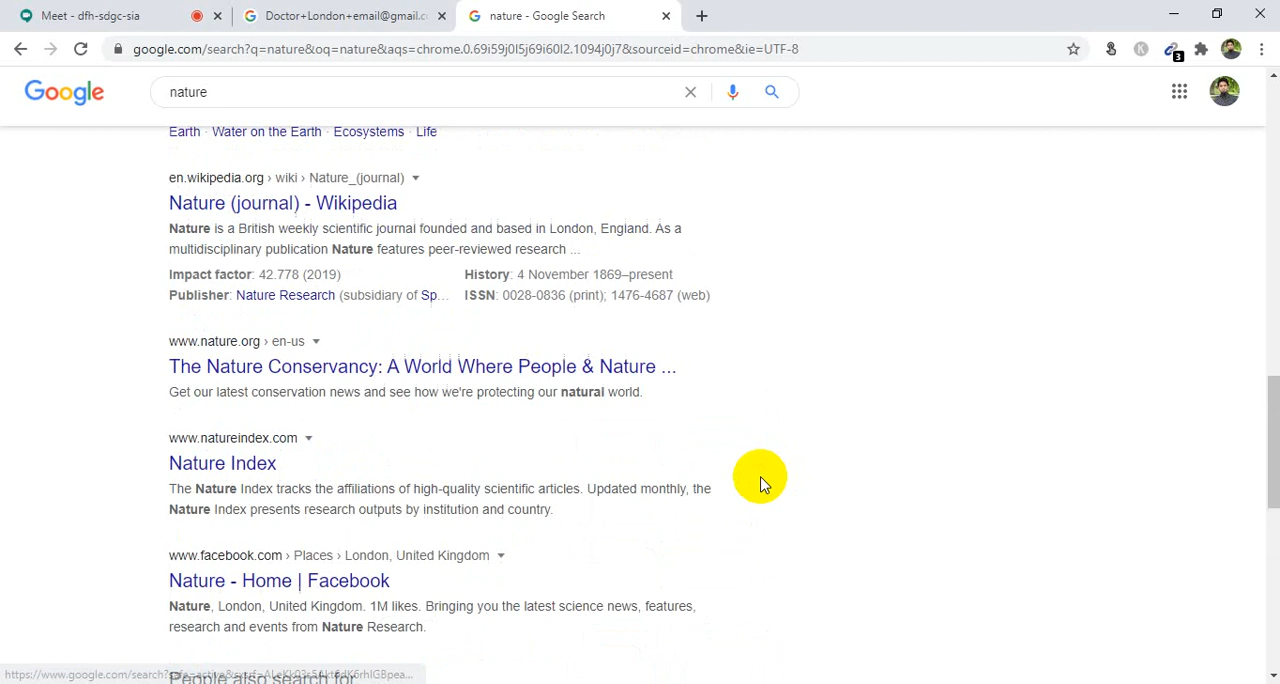 Meet - dfh-sdgc-sia
Doctor+London+email@gmail.c
nature - Google Search
google.com/search?q=nature&oq=nature&aqs=chrome.0.69i59j0l5j69i60l2.1094j0j7&sourceid=chrome&ie=UTF-8
K
3
Google
nature
Earth · Water on the Earth · Ecosystems · Life
en.wikipedia.org › wiki › Nature_(journal)
Nature (journal) - Wikipedia
Nature is a British weekly scientific journal founded and based in London, England. As a
multidisciplinary publication Nature features peer-reviewed research ...
Impact factor: 42.778 (2019) History: 4 November 1869–present
Publisher: Nature Research (subsidiary of Sp... ISSN: 0028-0836 (print); 1476-4687 (web)
www.nature.org › en-us
The Nature Conservancy: A World Where People & Nature ...
Get our latest conservation news and see how we're protecting our natural world.
www.natureindex.com
Nature Index
The Nature Index tracks the affiliations of high-quality scientific articles. Updated monthly, the
Nature Index presents research outputs by institution and country.
www.facebook.com › Places › London, United Kingdom
Nature - Home | Facebook
Nature, London, United Kingdom. 1M likes. Bringing you the latest science news, features,
research and events from Nature Research.
People also search for